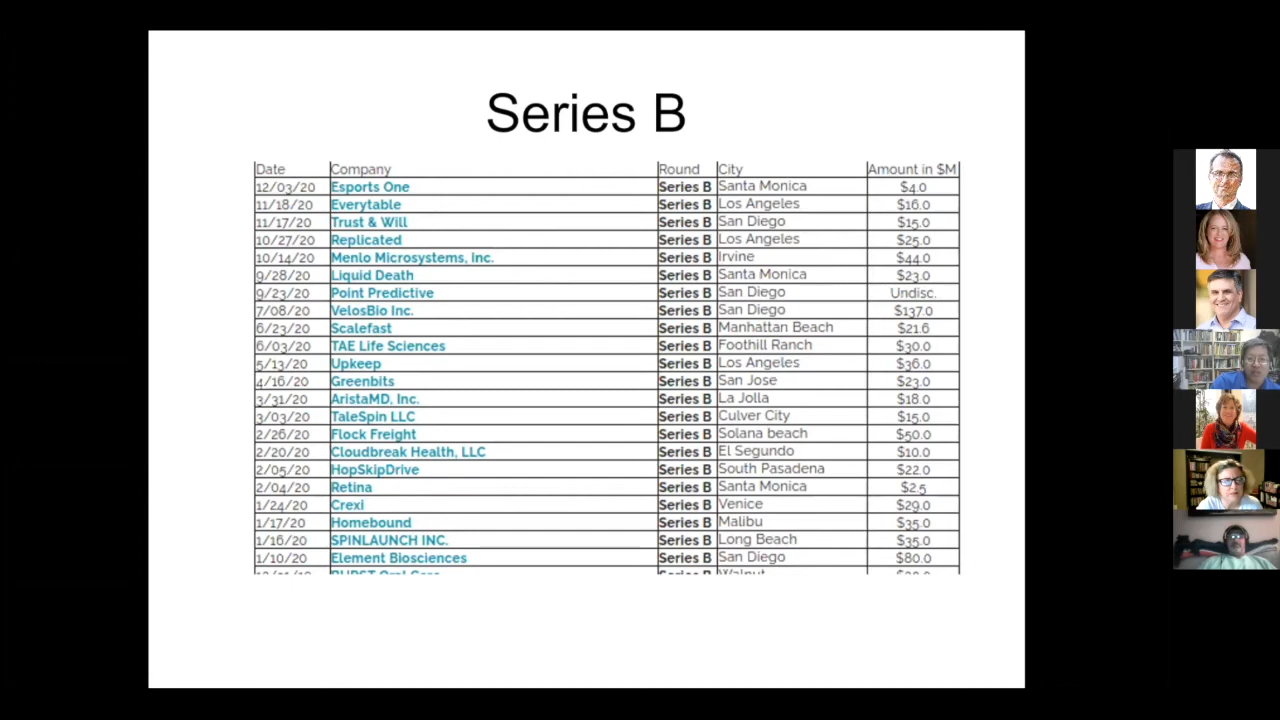 Series B
Date Company Round City Amount in $M
12/03/20 Esports One Series B Santa Monica $4.0
11/18/20 Everytable Series B Los Angeles $16.0
11/17/20 Trust & Will Series B San Diego $15.0
10/27/20 Replicated Series B Los Angeles $25.0
10/14/20 Menlo Microsystems, Inc. Series B Irvine $44.0
9/28/20 Liquid Death Series B Santa Monica $23.0
9/23/20 Point Predictive Series B San Diego Undisc.
7/08/20 VelosBio Inc. Series B San Diego $137.0
6/23/20 Scalefast Series B Manhattan Beach $21.6
6/03/20 TAE Life Sciences Series B Foothill Ranch $30.0
5/13/20 Upkeep Series B Los Angeles $36.0
4/16/20 Greenbits Series B San Jose $23.0
3/31/20 AristaMD, Inc. Series B La Jolla $18.0
3/03/20 TaleSpin LLC Series B Culver City $15.0
2/26/20 Flock Freight Series B Solana beach $50.0
2/20/20 Cloudbreak Health, LLC Series B El Segundo $10.0
2/05/20 HopSkipDrive Series B South Pasadena $22.0
2/04/20 Retina Series B Santa Monica $2.5
1/24/20 Crexi Series B Venice $29.0
1/17/20 Homebound Series B Malibu $35.0
1/16/20 SPINLAUNCH INC. Series B Long Beach $35.0
1/10/20 Element Biosciences Series B San Diego $80.0
Series B Walnut